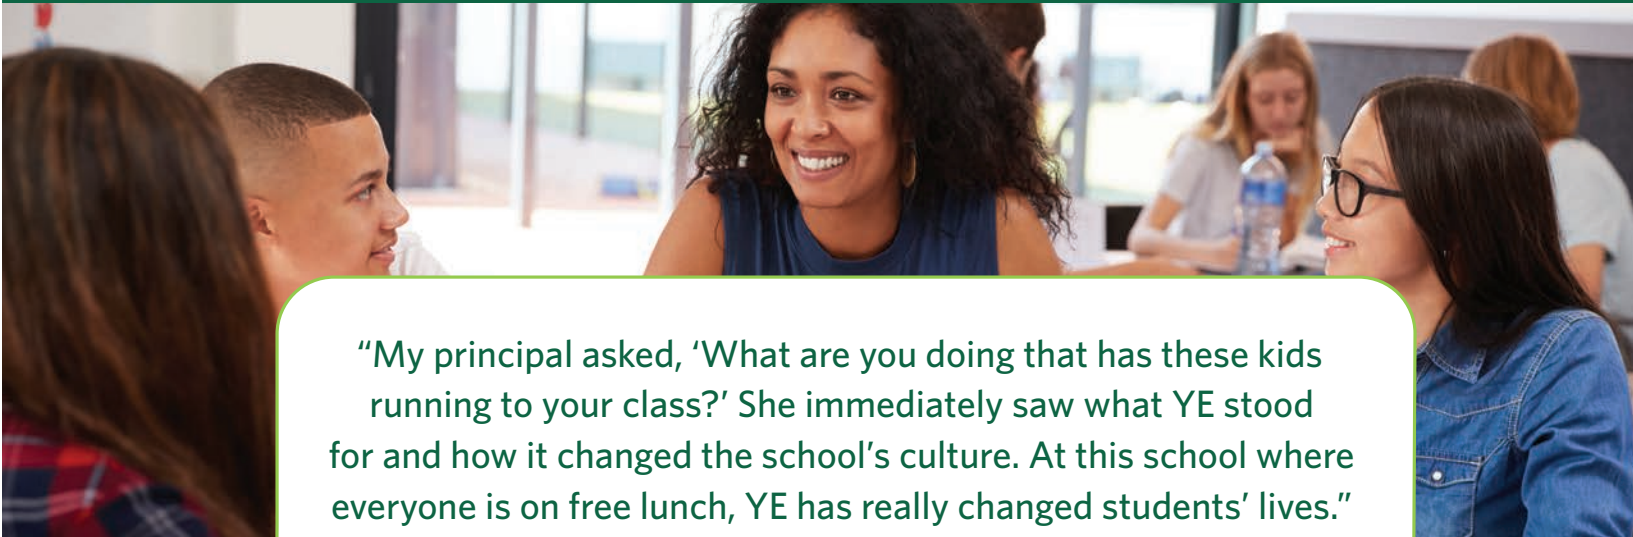 “My principal asked, ‘What are you doing that has these kids
running to your class?’ She immediately saw what YE stood
for and how it changed the school’s culture. At this school where
everyone is on free lunch, YE has really changed students’ lives.”